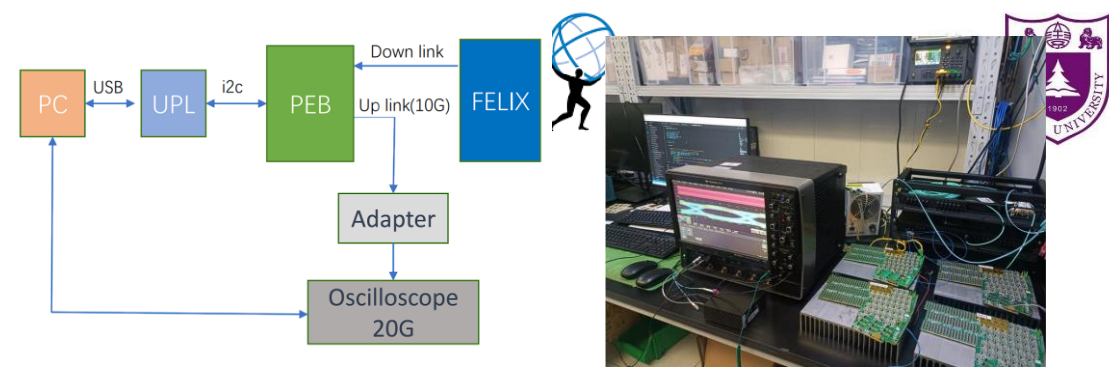 PC
USB
UPL
i2c
PEB
Down link
Up link(10G)
FELIX
Adapter
Oscilloscope
20G
1902
UNIVERSITY